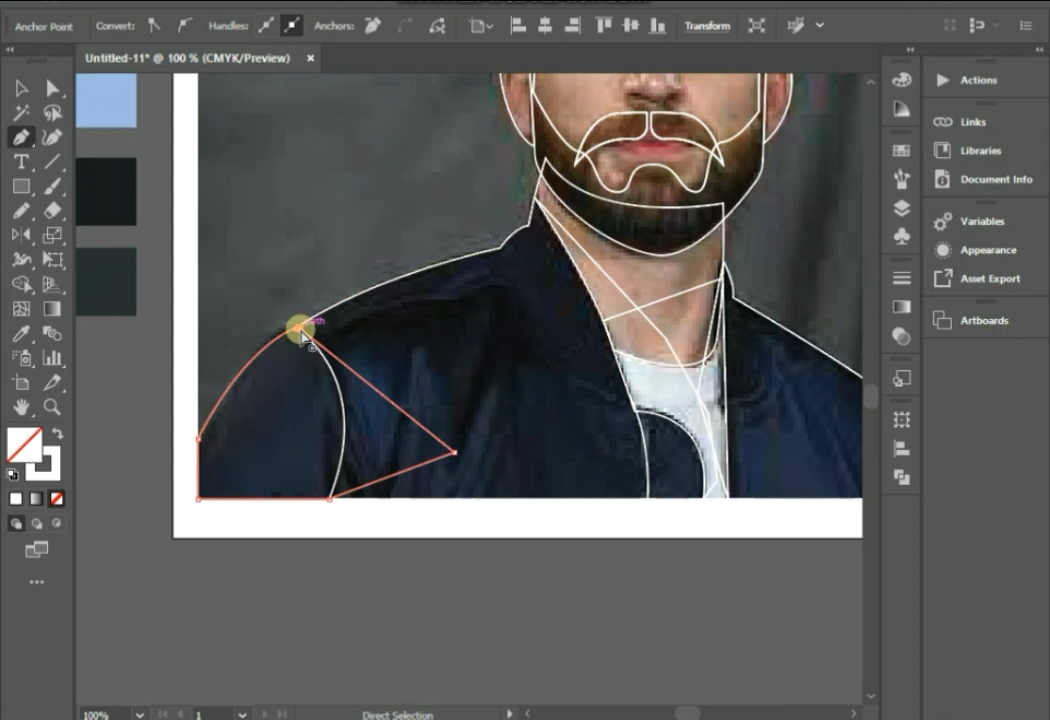 Anchor Point
Convert:
Handles:
Anchors:
Transform
Untitled-11* @ 100 % (CMYK/Preview)
Actions
Links
Libraries
Document Info
Variables
Appearance
Asset Export
Artboards
100%
1
Direct Selection